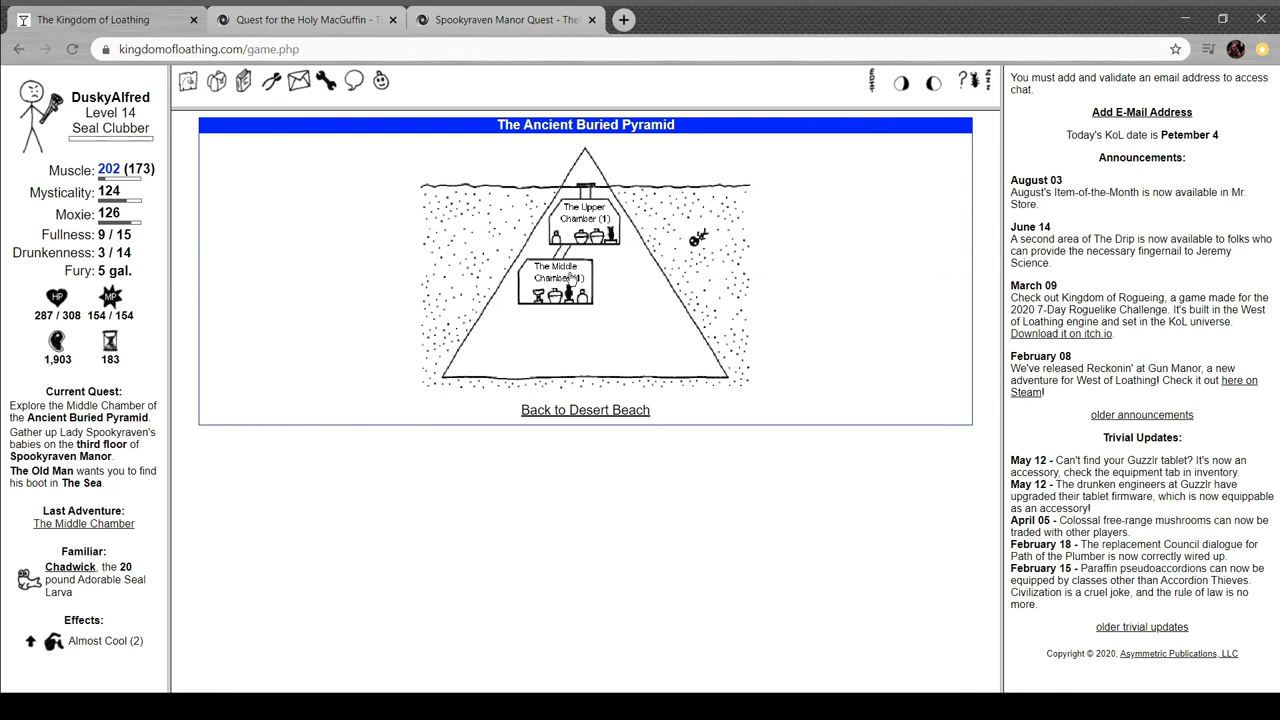 The Kingdom of Loathing
Quest for the Holy MacGuffin - T
Spookyraven Manor Quest - The
kingdomofloathing.com/game.php
DuskyAlfred
Level 14
Seal Clubber
Muscle: 202 (173)
Mysticality: 124
Moxie: 126
Fullness: 9 / 15
Drunkenness: 3 / 14
Fury: 5 gal.
HP
MP
287 / 308
154 / 154
1,903
183
Current Quest:
Explore the Middle Chamber of
the Ancient Buried Pyramid.
Gather up Lady Spookyraven's
babies on the third floor of
Spookyraven Manor.
The Old Man wants you to find
his boot in The Sea.
Last Adventure:
The Middle Chamber
Familiar:
Chadwick, the 20
pound Adorable Seal
Larva
Effects:
Almost Cool (2)
The Ancient Buried Pyramid
The Upper
Chamber (1)
The Middle
Chamber (1)
Back to Desert Beach
You must add and validate an email address to access
chat.
Add E-Mail Address
Today's KoL date is Petember 4
Announcements:
August 03
August's Item-of-the-Month is now available in Mr.
Store.
June 14
A second area of The Drip is now available to folks who
can provide the necessary fingernail to Jeremy
Science.
March 09
Check out Kingdom of Rogueing, a game made for the
2020 7-Day Roguelike Challenge. It's built in the West
of Loathing engine and set in the KoL universe.
Download it on itch.io.
February 08
We've released Reckonin' at Gun Manor, a new
adventure for West of Loathing! Check it out here on
Steam!
older announcements
Trivial Updates:
May 12 - Can't find your Guzzlr tablet? It's now an
accessory, check the equipment tab in inventory.
May 12 - The drunken engineers at Guzzlr have
upgraded their tablet firmware, which is now equippable
as an accessory!
April 05 - Colossal free-range mushrooms can now be
traded with other players.
February 18 - The replacement Council dialogue for
Path of the Plumber is now correctly wired up.
February 15 - Paraffin pseudoaccordions can now be
equipped by classes other than Accordion Thieves.
Civilization is a cruel joke, and the rule of law is no
more.
older trivial updates
Copyright © 2020, Asymmetric Publications, LLC